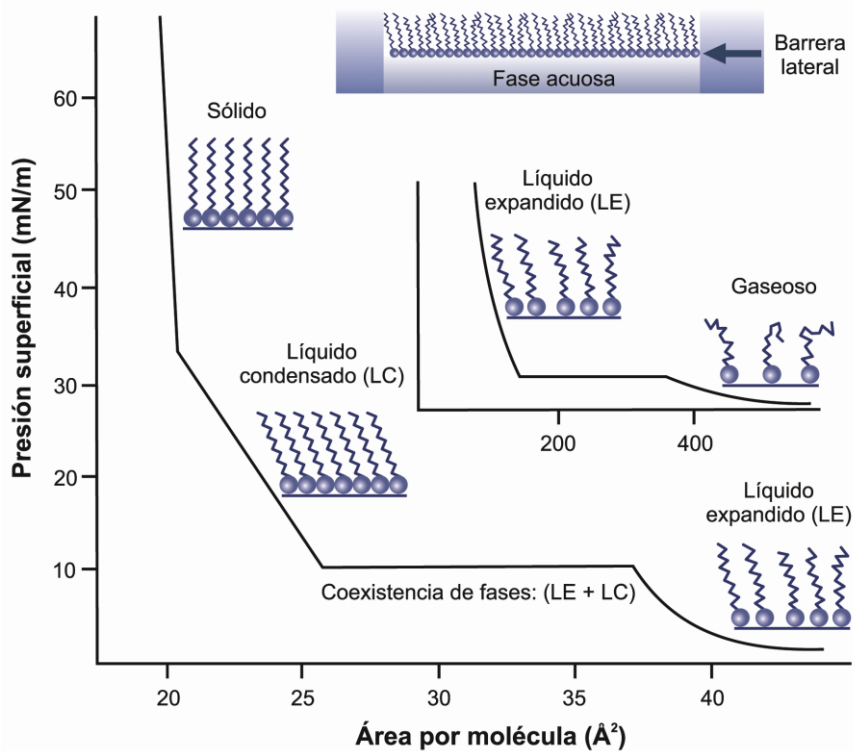 Barrera
lateral
Fase acuosa
Presión superficial (mN/m)
60
50
40
30
20
10
Sólido
Líquido
condensado (LC)
Líquido
expandido (LE)
Gaseoso
200
400
Líquido
expandido (LE)
Coexistencia de fases: (LE + LC)
20
25
30
35
40
Área por molécula (Å²)